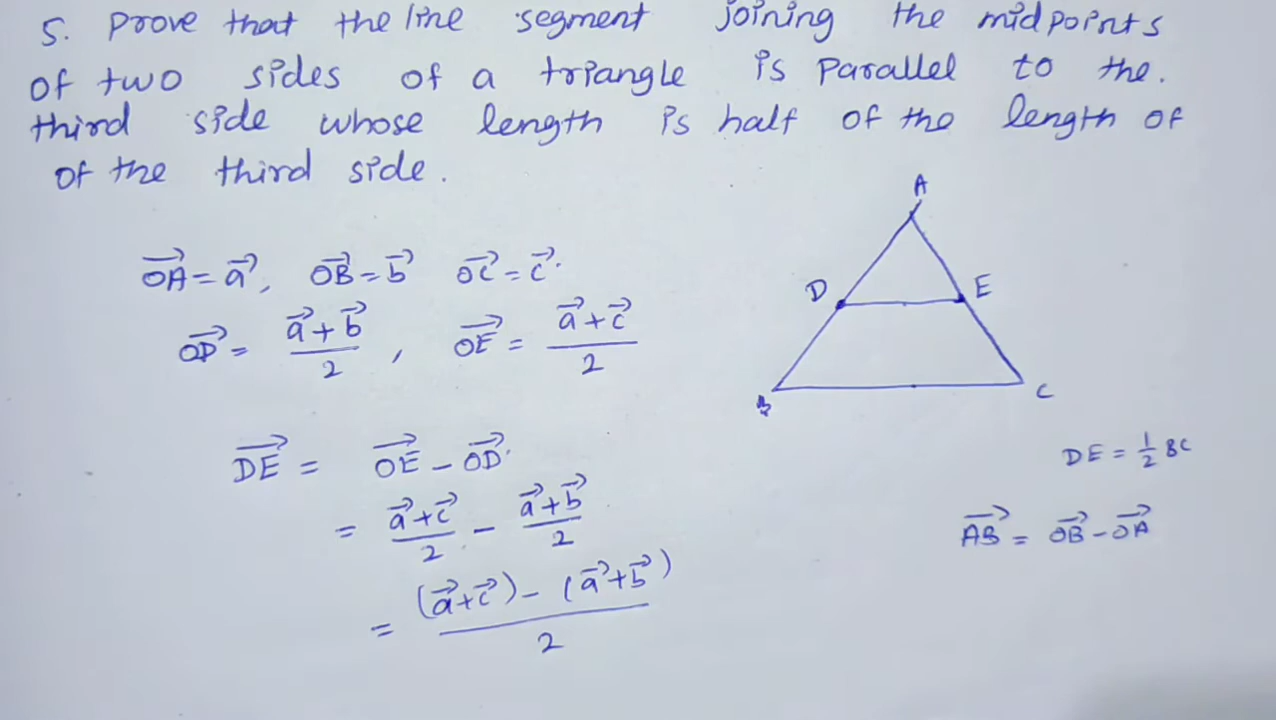 5. Prove that the line segment joining the midpoints
of two sides of a triangle is parallel to the.
third side whose length is half of the length of
of the third side.
A
D E
B C
OA⃗ = a⃗, OB⃗ = b⃗ OC⃗ = c⃗.
OD⃗ = (a⃗ + b⃗)/2 , OE⃗ = (a⃗ + c⃗)/2
DE⃗ = OE⃗ - OD⃗.
= (a⃗ + c⃗)/2 - (a⃗ + b⃗)/2
= ((a⃗ + c⃗) - (a⃗ + b⃗))/2
DE = 1/2 BC
AB⃗ = OB⃗ - OA⃗